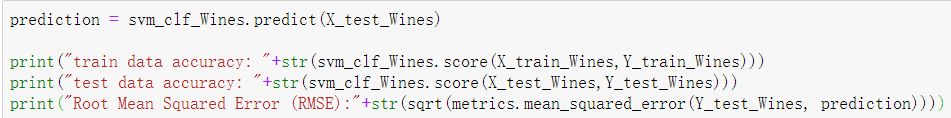 prediction = svm_clf_Wines.predict(X_test_Wines)
print("train data accuracy: "+str(svm_clf_Wines.score(X_train_Wines,Y_train_Wines)))
print("test data accuracy: "+str(svm_clf_Wines.score(X_test_Wines,Y_test_Wines)))
print("Root Mean Squared Error (RMSE):"+str(sqrt(metrics.mean_squared_error(Y_test_Wines, prediction))))